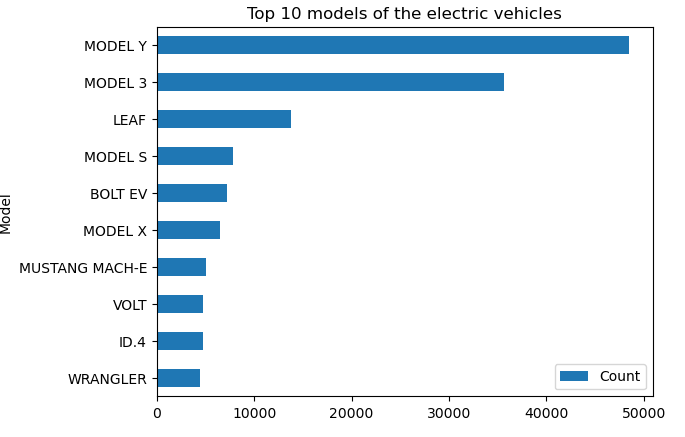 Top 10 models of the electric vehicles
Model
MODEL Y
MODEL 3
LEAF
MODEL S
BOLT EV
MODEL X
MUSTANG MACH-E
VOLT
ID.4
WRANGLER
Count
0 10000 20000 30000 40000 50000